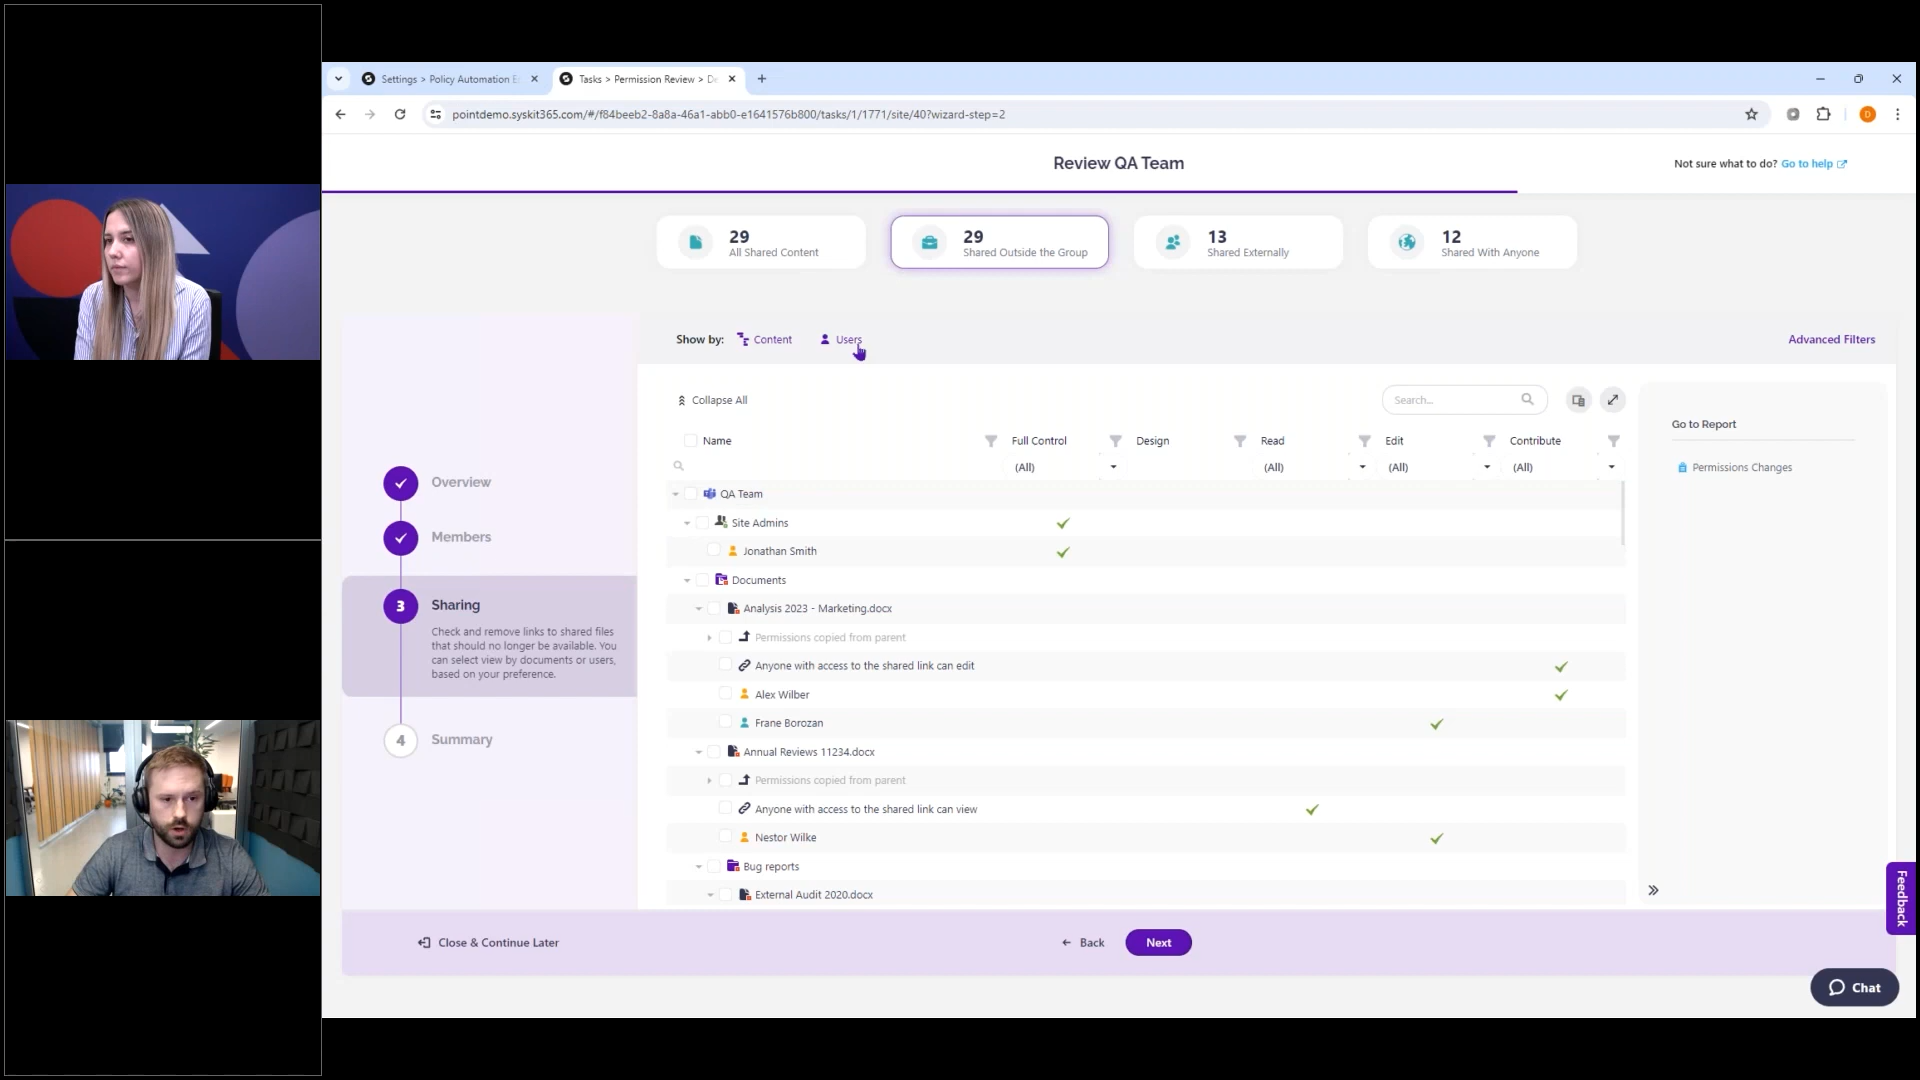 Settings > Policy Automation E
Tasks > Permission Review > De
pointdemo.syskit365.com/#/f84beeb2-8a8a-46a1-abb0-e1641576b800/tasks/1/1771/site/40?wizard-step=2
D
Review QA Team
Not sure what to do? Go to help
29
All Shared Content
29
Shared Outside the Group
13
Shared Externally
12
Shared With Anyone
Show by: Content Users
Advanced Filters
Overview
Members
3 Sharing
Check and remove links to shared files
that should no longer be available. You
can select view by documents or users,
based on your preference.
4 Summary
Collapse All
Search...
Name Full Control Design Read Edit Contribute
(All) (All) (All) (All)
QA Team
Site Admins
Jonathan Smith
Documents
Analysis 2023 - Marketing.docx
Permissions copied from parent
Anyone with access to the shared link can edit
Alex Wilber
Frane Borozan
Annual Reviews 11234.docx
Permissions copied from parent
Anyone with access to the shared link can view
Nestor Wilke
Bug reports
External Audit 2020.docx
Go to Report
Permissions Changes
Feedback
Close & Continue Later
Back
Next
Chat